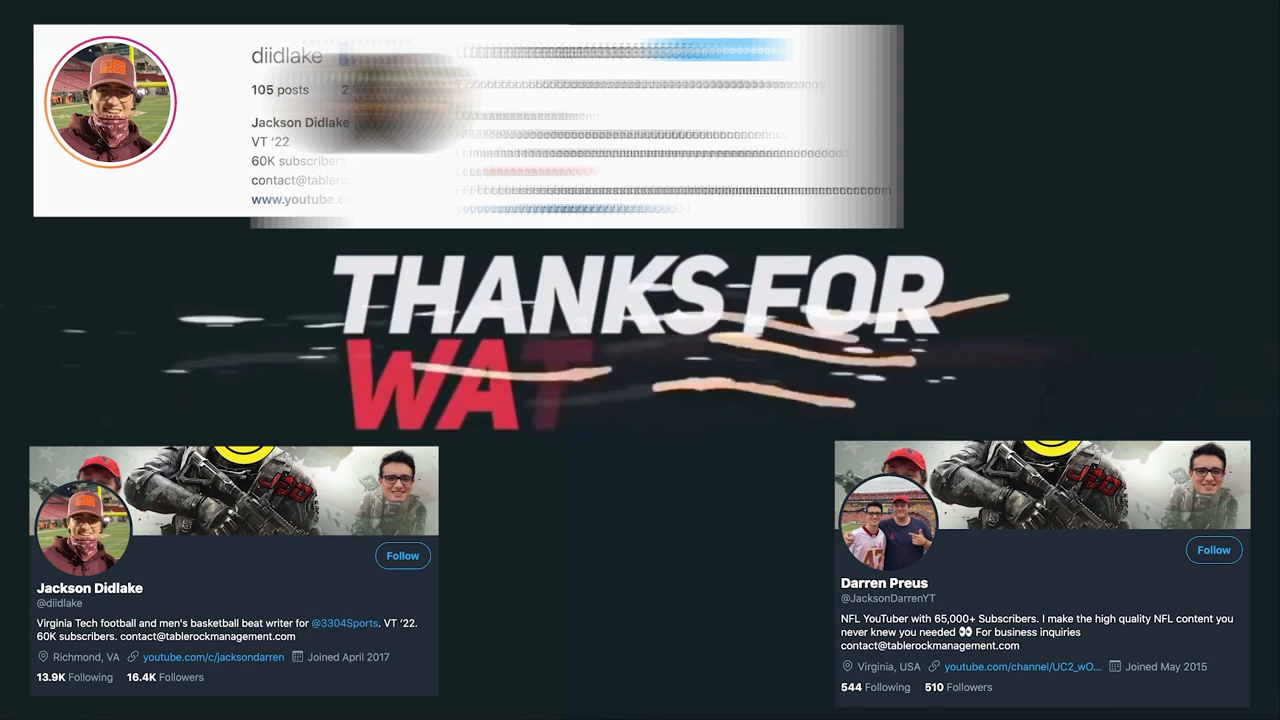 diidlake
105 posts
Jackson Didlake
VT ‘22
60K subscribers
THANKS FOR
WAT
Follow
Jackson Didlake
@diidlake
Virginia Tech football and men's basketball beat writer for @3304Sports. VT ‘22.
60K subscribers. contact@tablerockmanagement.com
Richmond, VA youtube.com/c/jacksondarren Joined April 2017
13.9K Following 16.4K Followers
Follow
Darren Preus
@JacksonDarrenYT
NFL YouTuber with 65,000+ Subscribers. I make the high quality NFL content you
never knew you needed 👀 For business inquiries
contact@tablerockmanagement.com
Virginia, USA youtube.com/channel/UC2_wO... Joined May 2015
544 Following 510 Followers